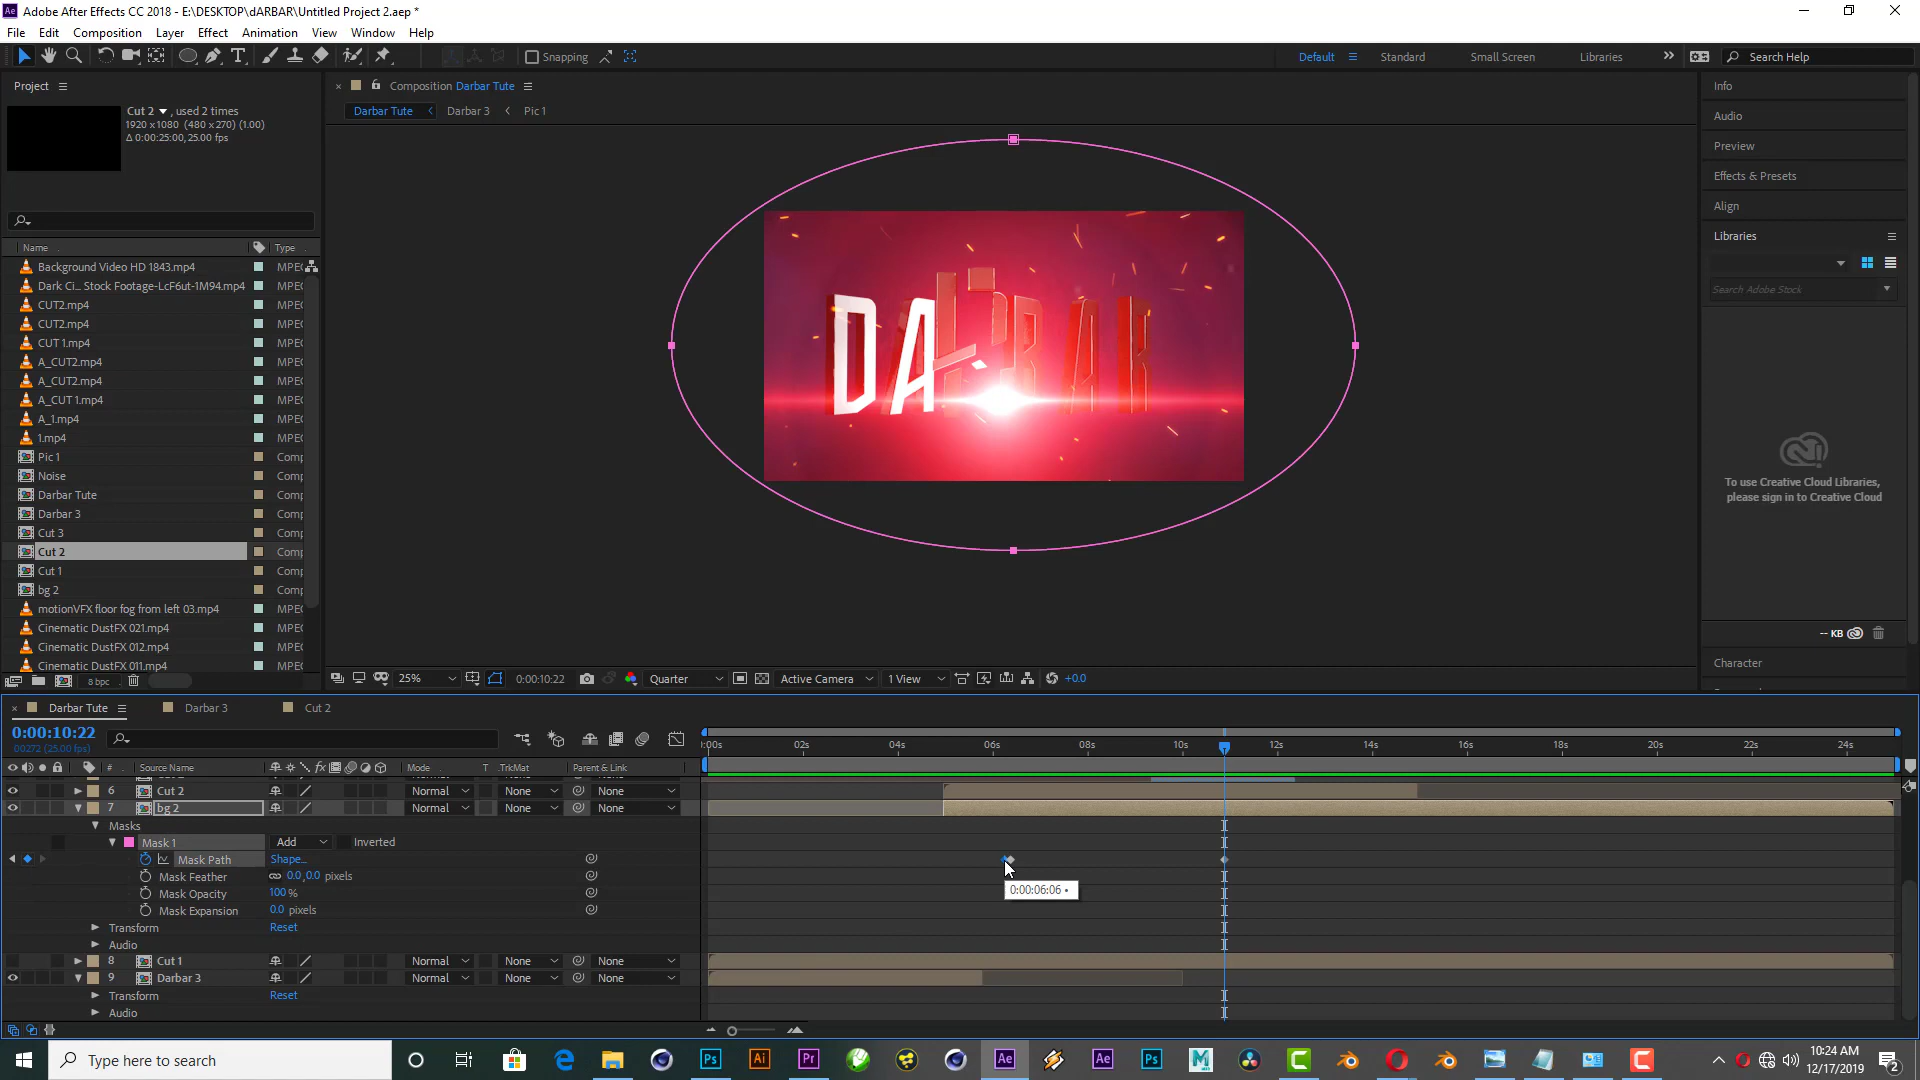 Adobe After Effects CC 2018 - E:\DESKTOP\dARBAR\Untitled Project 2.aep *
File Edit Composition Layer Effect Animation View Window Help
Snapping Default Standard Small Screen Libraries Search Help
Project
Cut 2 , used 2 times
1920 x1080 (480 x270) (1.00)
Δ 0:00:25:00, 25.00 fps
Name Type
Background Video HD 1843.mp4 MPEG
Dark Ci... Stock Footage-LcF6ut-1M94.mp4 MPEG
CUT2.mp4 MPEG
CUT2.mp4 MPEG
CUT 1.mp4 MPEG
A_CUT2.mp4 MPEG
A_CUT2.mp4 MPEG
A_CUT 1.mp4 MPEG
A_1.mp4 MPEG
1.mp4 MPEG
Pic 1 Comp
Noise Comp
Darbar Tute Comp
Darbar 3 Comp
Cut 3 Comp
Cut 2 Comp
Cut 1 Comp
bg 2 Comp
motionVFX floor fog from left 03.mp4 MPEG
Cinematic DustFX 021.mp4 MPEG
Cinematic DustFX 012.mp4 MPEG
Cinematic DustFX 011.mp4 MPEG
8 bpc
Composition Darbar Tute
Darbar Tute Darbar 3 Pic 1
DARBAR
25% 0:00:10:22 Quarter Active Camera 1 View +0.0
Info
Audio
Preview
Effects & Presets
Align
Libraries
Search Adobe Stock
To use Creative Cloud Libraries,
please sign in to Creative Cloud
-- KB
Character
Darbar Tute Darbar 3 Cut 2
0:00:10:22
00272 (25.00 fps)
:00s 02s 04s 06s 08s 10s 12s 14s 16s 18s 20s 22s 24s
# Source Name fx Mode T .TrkMat Parent & Link
6 Cut 2 Normal None None
7 bg 2 Normal None None
Masks
Mask 1 Add Inverted
Mask Path Shape...
Mask Feather 0.0,0.0 pixels
0:00:06:06
Mask Opacity 100 %
Mask Expansion 0.0 pixels
Transform Reset
Audio
8 Cut 1 Normal None None
9 Darbar 3 Normal None None
Transform Reset
Audio
Type here to search
Ps Ai Pr Ae Ae Ps M
10:24 AM
12/17/2019
2